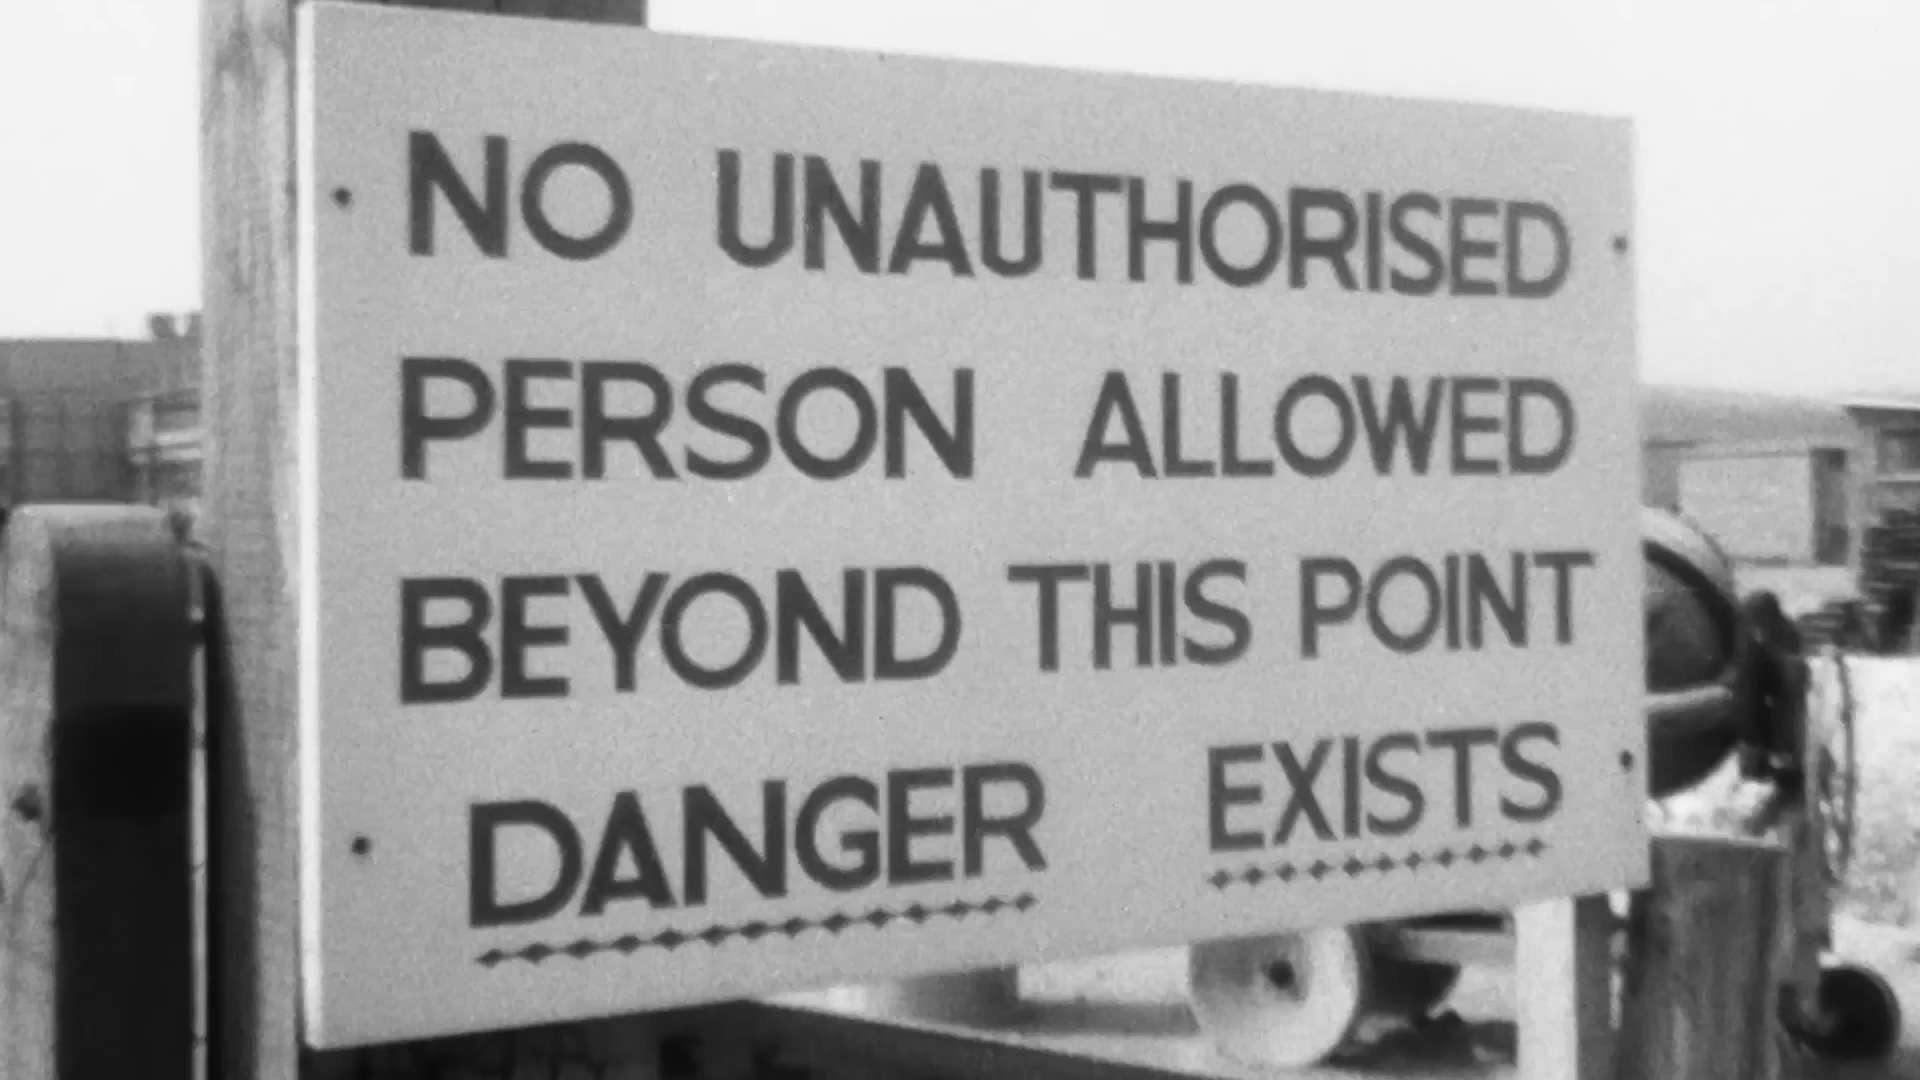 NO UNAUTHORISED
PERSON ALLOWED
BEYOND THIS POINT
DANGER EXISTS